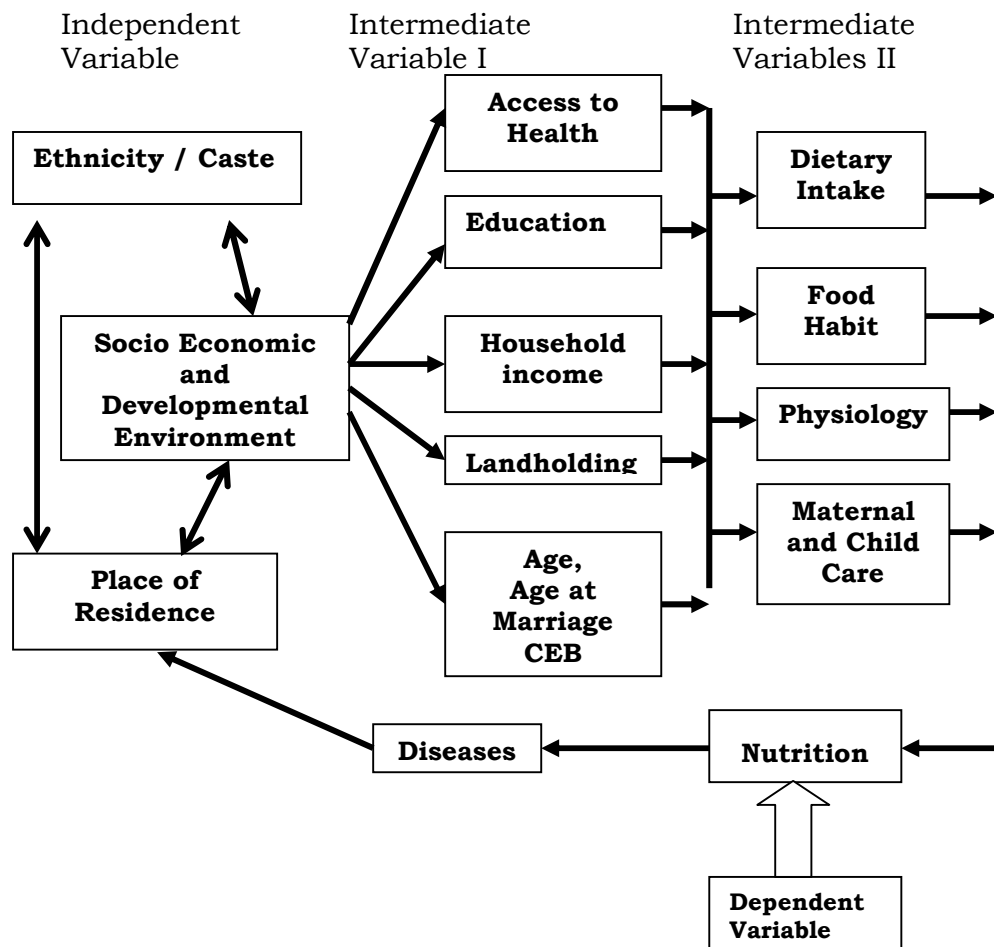 Independent
Variable
Intermediate
Variable I
Intermediate
Variables II
Ethnicity / Caste
Socio Economic
and
Developmental
Environment
Place of
Residence
Access to
Health
Education
Household
income
Landholding
Age,
Age at
Marriage
CEB
Dietary
Intake
Food
Habit
Physiology
Maternal
and Child
Care
Diseases
Nutrition
Dependent
Variable